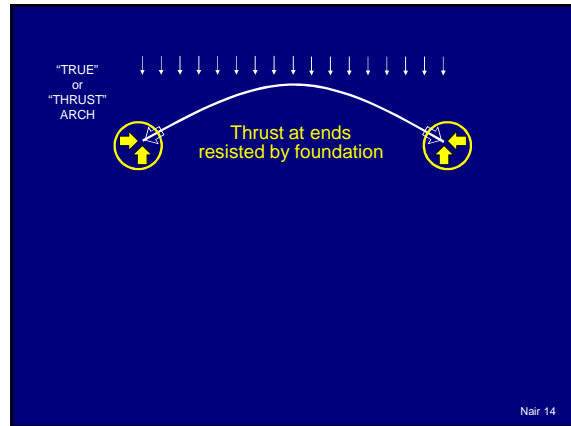 “TRUE”
or
“THRUST”
ARCH
Thrust at ends
resisted by foundation
Nair 14